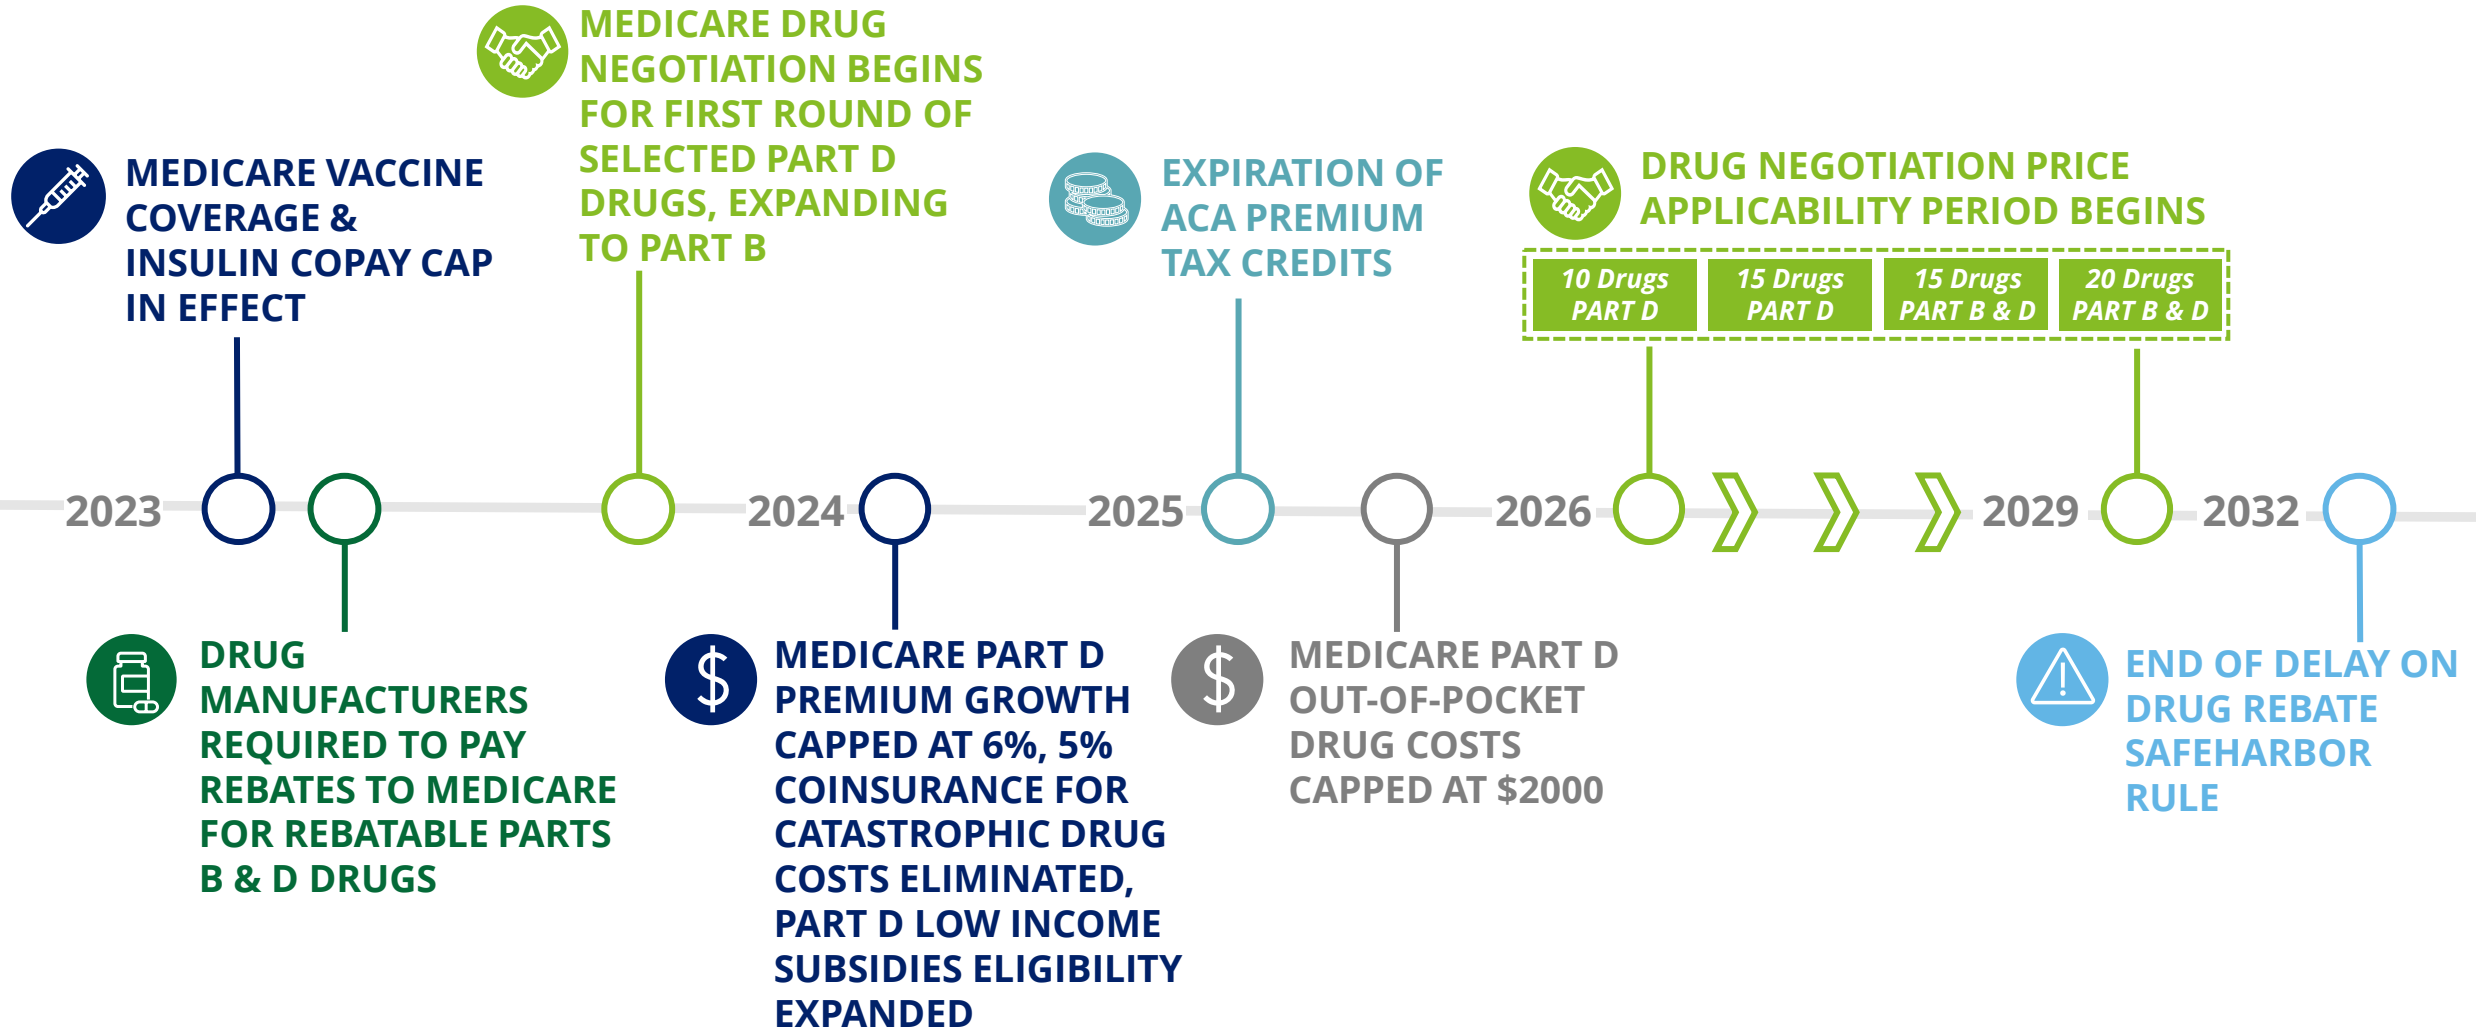 MEDICARE VACCINE
COVERAGE &
INSULIN COPAY CAP
IN EFFECT
MEDICARE DRUG
NEGOTIATION BEGINS
FOR FIRST ROUND OF
SELECTED PART D
DRUGS, EXPANDING
TO PART B
EXPIRATION OF
ACA PREMIUM
TAX CREDITS
DRUG NEGOTIATION PRICE
APPLICABILITY PERIOD BEGINS
10 Drugs
PART D
15 Drugs
PART D
15 Drugs
PART B & D
20 Drugs
PART B & D
2023
2024
2025
2026
2029
2032
DRUG
MANUFACTURERS
REQUIRED TO PAY
REBATES TO MEDICARE
FOR REBATABLE PARTS
B & D DRUGS
$
MEDICARE PART D
PREMIUM GROWTH
CAPPED AT 6%, 5%
COINSURANCE FOR
CATASTROPHIC DRUG
COSTS ELIMINATED,
PART D LOW INCOME
SUBSIDIES ELIGIBILITY
EXPANDED
$
MEDICARE PART D
OUT-OF-POCKET
DRUG COSTS
CAPPED AT $2000
END OF DELAY ON
DRUG REBATE
SAFEHARBOR
RULE